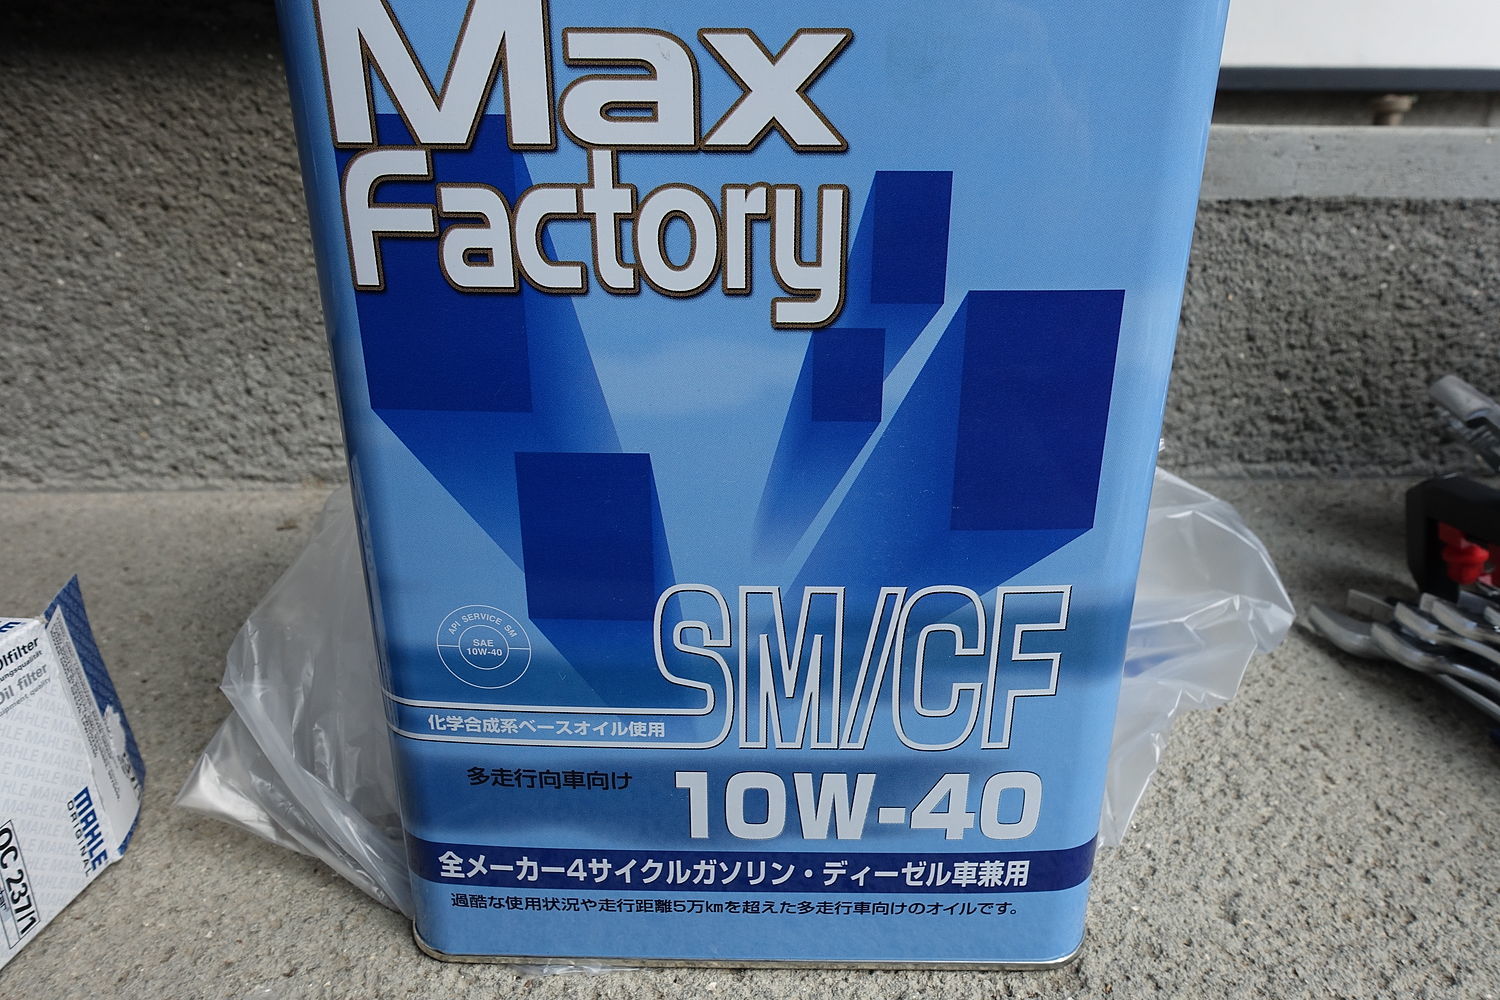 Max
Factory
API SERVICE SM
SAE
10W-40
SM/CF
化学合成系ベースオイル使用
多走行向車向け
10W-40
全メーカー4サイクルガソリン・ディーゼル車兼用
過酷な使用状況や走行距離5万㎞を超えた多走行車向けのオイルです。
lfilter
ungsqualität
Oil filter
MAHLE
ORIGINAL
OC 237/1